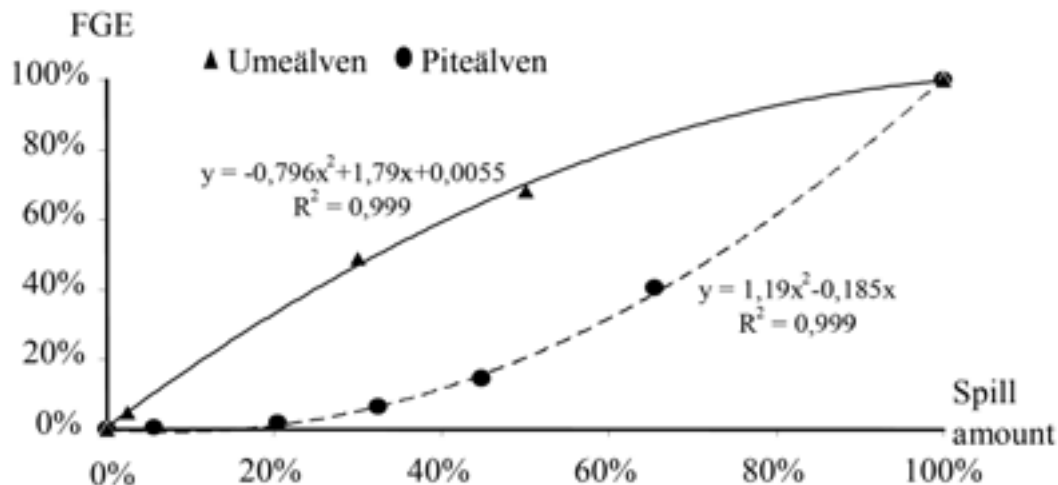 FGE
▲ Umeälven ● Piteälven
100%
80%
60%
40%
20%
0%
y = -0,796x²+1,79x+0,0055
R² = 0,999
y = 1,19x²-0,185x
R² = 0,999
Spill
amount
0% 20% 40% 60% 80% 100%